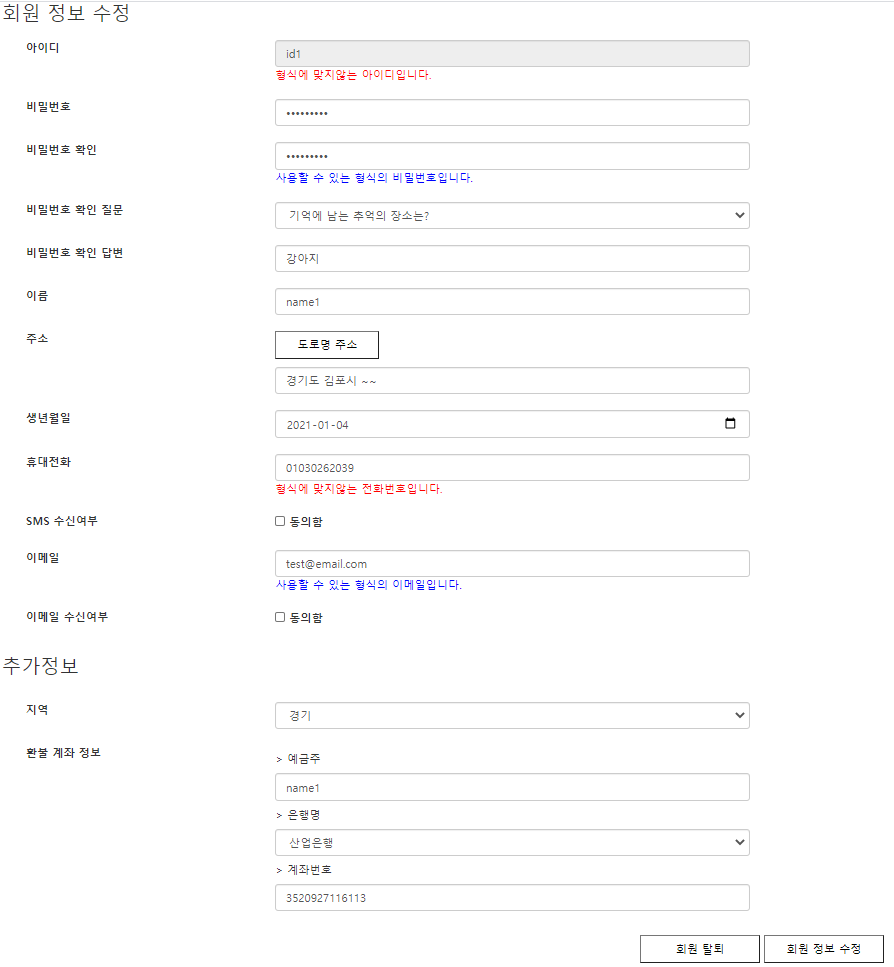 회원 정보 수정
아이디
id1
형식에 맞지않는 아이디입니다.
비밀번호
•••••••••
비밀번호 확인
•••••••••
사용할 수 있는 형식의 비밀번호입니다.
비밀번호 확인 질문
기억에 남는 추억의 장소는?
비밀번호 확인 답변
강아지
이름
name1
주소
도로명 주소
경기도 김포시 ~~
생년월일
2021-01-04
휴대전화
01030262039
형식에 맞지않는 전화번호입니다.
SMS 수신여부
동의함
이메일
test@email.com
사용할 수 있는 형식의 이메일입니다.
이메일 수신여부
동의함
추가정보
지역
경기
환불 계좌 정보
> 예금주
name1
> 은행명
산업은행
> 계좌번호
3520927116113
회원 탈퇴
회원 정보 수정